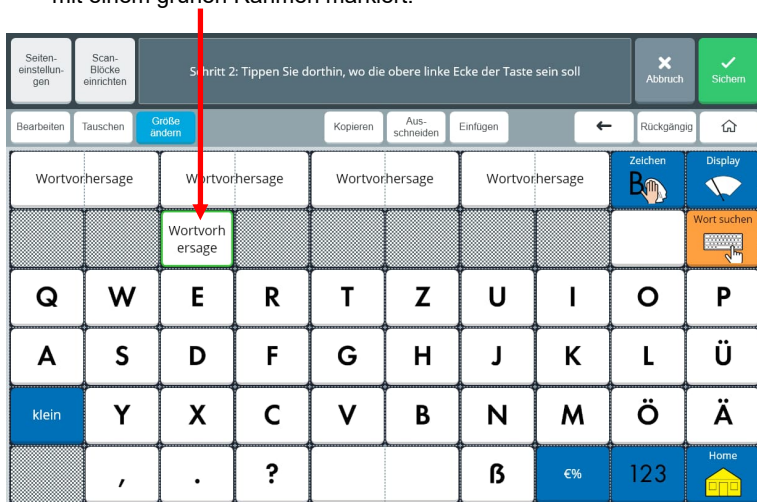 mit einem grünen Rahmen markiert.
Seiten-
einstellun-
gen
Scan-
Blöcke
einrichten
Schritt 2: Tippen Sie dorthin, wo die obere linke Ecke der Taste sein soll
Abbruch
Sichern
Bearbeiten
Tauschen
Größe
ändern
Kopieren
Aus-
schneiden
Einfügen
Rückgängig
Wortvorhersage
Wortvorhersage
Wortvorhersage
Wortvorhersage
Zeichen
B
Display
Wortvorh
ersage
Wort suchen
Q W E R T Z U I O P
A S D F G H J K L Ü
klein Y X C V B N M Ö Ä
, . ? ß €% 123 Home